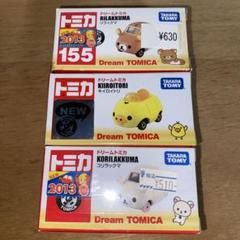 トミカ
2013
155
ドリームトミカ
RILAKKUMA
リラックマ
TAKARA TOMY
¥630
Dream TOMICA
トミカ
NEW
ドリームトミカ
KIIROITORI
キイロイトリ
TAKARA TOMY
Dream TOMICA
トミカ
2013
ドリームトミカ
KORILAKKUMA
コリラックマ
TAKARA TOMY
¥510
Dream TOMICA